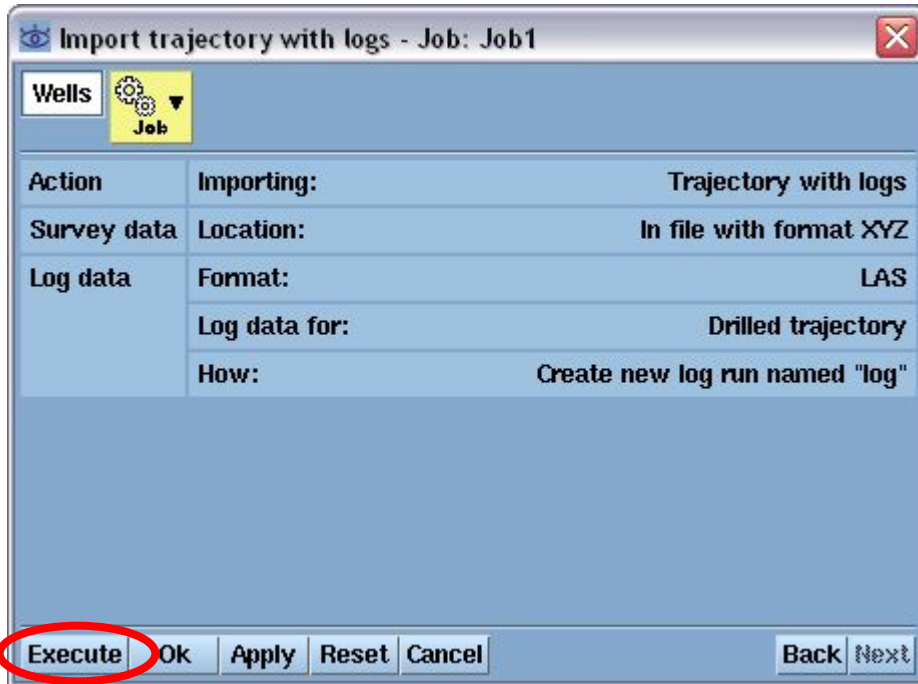 Import trajectory with logs - Job: Job1
Wells
Job
Action Importing: Trajectory with logs
Survey data Location: In file with format XYZ
Log data Format: LAS
Log data for: Drilled trajectory
How: Create new log run named "log"
Execute Ok Apply Reset Cancel Back Next